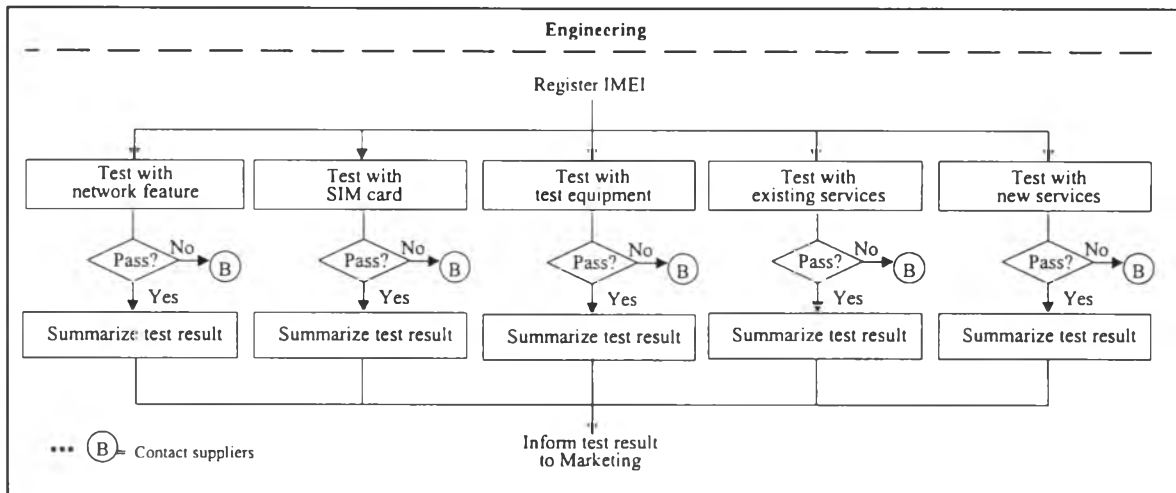 Engineering
Register IMEI
Test with
network feature
Test with
SIM card
Test with
test equipment
Test with
existing services
Test with
new services
Pass?
No
B
Pass?
No
B
Pass?
No
B
Pass?
No
B
Pass?
No
B
Yes
Yes
Yes
Yes
Yes
Summarize test result
Summarize test result
Summarize test result
Summarize test result
Summarize test result
Inform test result
to Marketing
... B = Contact suppliers